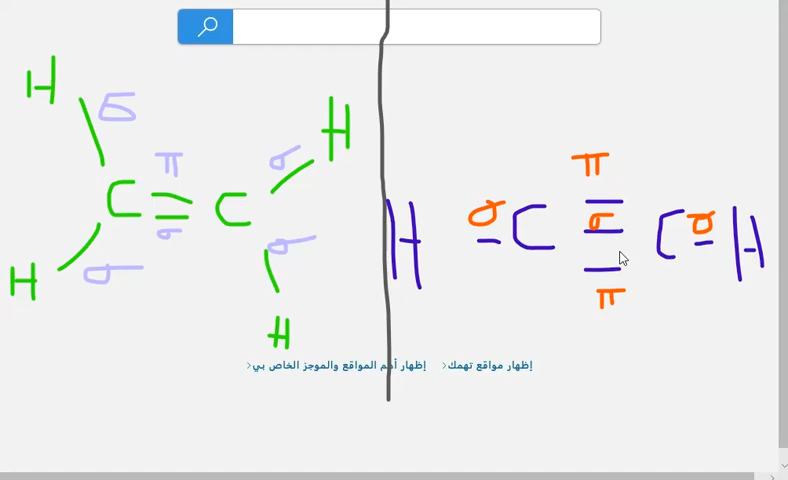 H
σ
H
π
σ
C = C
σ
σ
H
σ
H
π
H σ C σ C σ H
π
إظهار أهم المواقع والموجز الخاص بي
إظهار مواقع تهمك